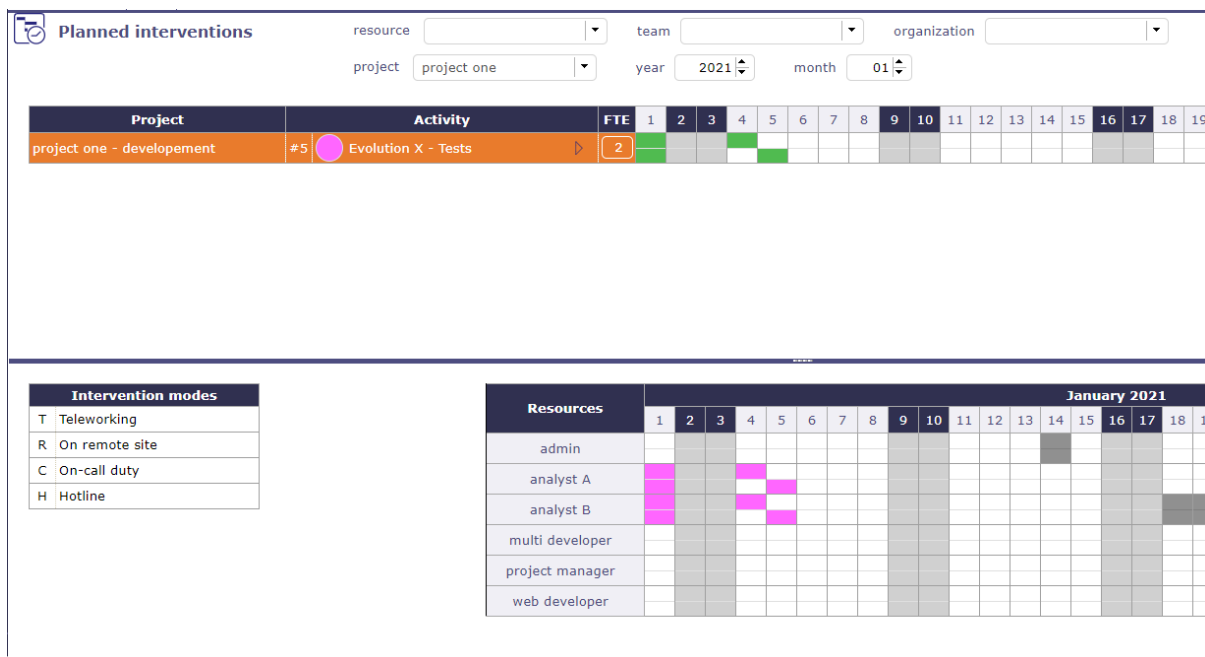 Planned interventions resource team organization
project project one year 2021 month 01
Project Activity FTE 1 2 3 4 5 6 7 8 9 10 11 12 13 14 15 16 17 18 19
project one - developement #5 Evolution X - Tests 2
Intervention modes
T Teleworking
R On remote site
C On-call duty
H Hotline
Resources January 2021
1 2 3 4 5 6 7 8 9 10 11 12 13 14 15 16 17 18 1
admin
analyst A
analyst B
multi developer
project manager
web developer